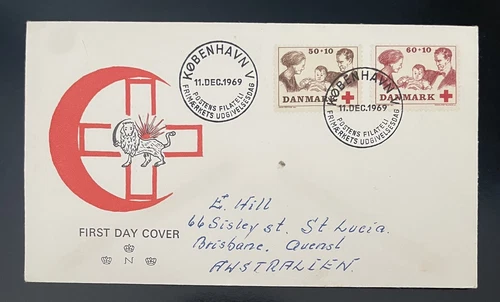 KØBENHAVN V
11.DEC.1969
POSTENS FILATELI
FRIMÆRKETS UDGIVELSESDAG
50+10
DANMARK
60+10
DANMARK
KØBENHAVN V
11.DEC.1969
POSTENS FILATELI
FRIMÆRKETS UDGIVELSESDAG
FIRST DAY COVER
N
E. Hill
66 Sisley st. St Lucia.
Brisbane, Quensl
AUSTRALIEN.